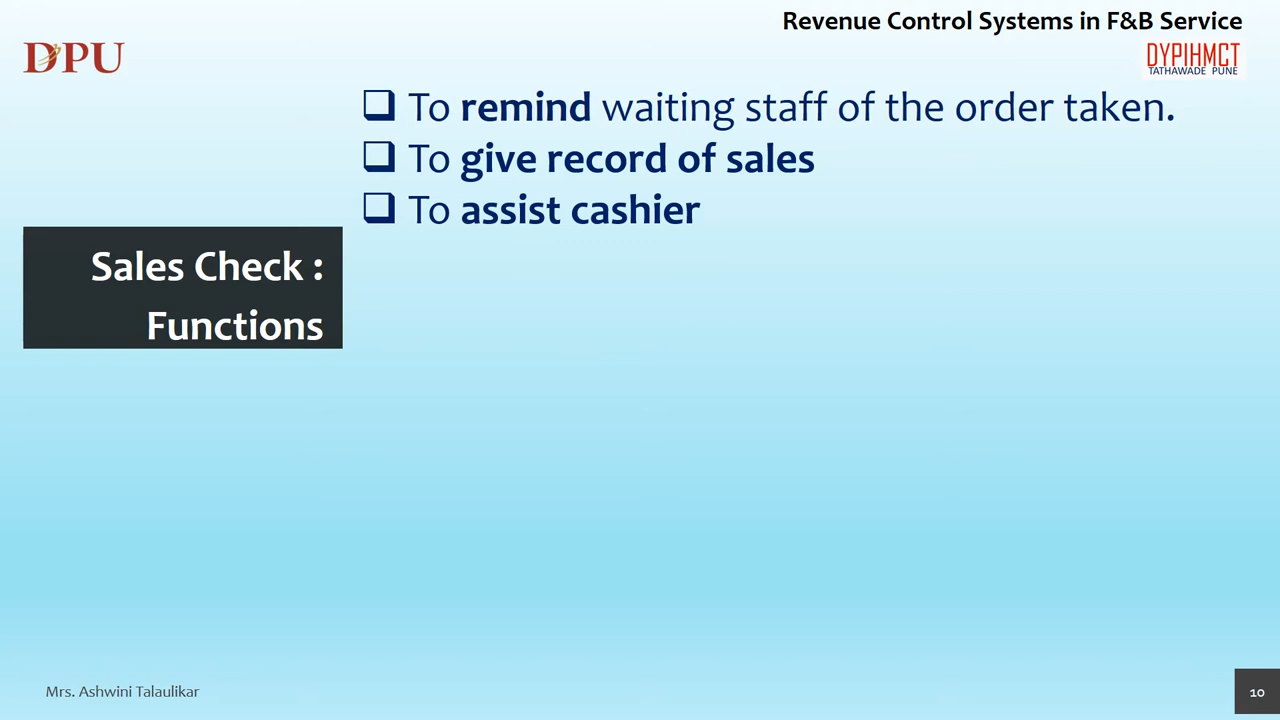 Revenue Control Systems in F&B Service
DPU
DYPIHMCT
TATHAWADE PUNE
To remind waiting staff of the order taken.
To give record of sales
To assist cashier
Sales Check :
Functions
Mrs. Ashwini Talaulikar
10